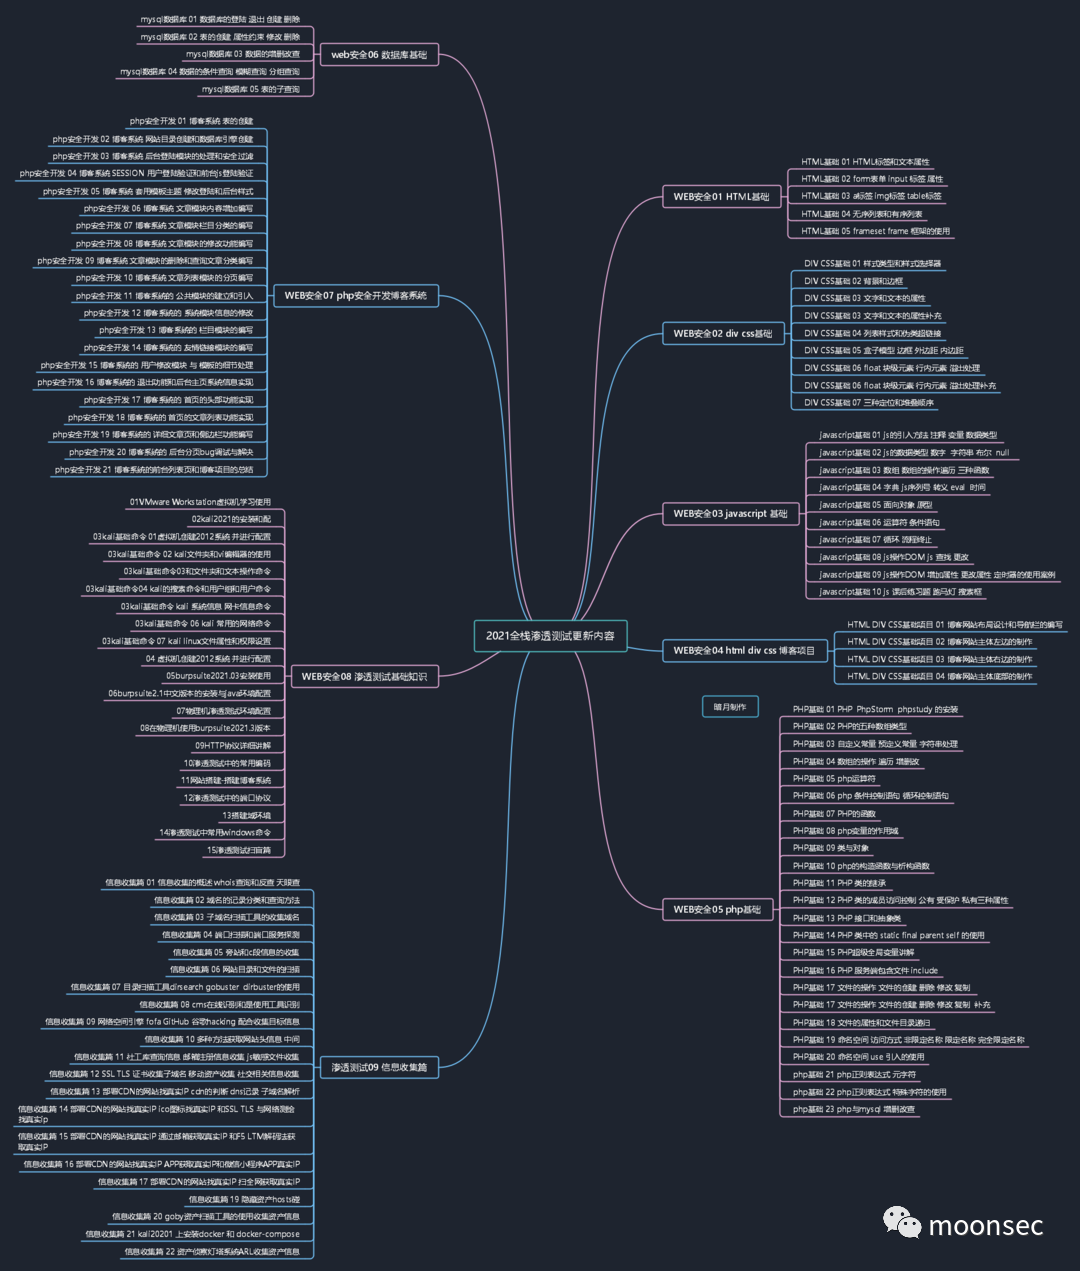 2021全栈渗透测试更新内容
WEB安全01 HTML基础
HTML基础 01 HTML标签和文本属性
HTML基础 02 form表单 input 标签 属性
HTML基础 03 a标签 img标签 table标签
HTML基础 04 无序列表和有序列表
HTML基础 05 frameset frame 框架的使用
WEB安全02 div css基础
DIV CSS基础 01 样式类型和样式选择器
DIV CSS基础 02 背景和边框
DIV CSS基础 03 文字和文本的属性
DIV CSS基础 03 文字和文本的属性补充
DIV CSS基础 04 列表样式和伪类超链接
DIV CSS基础 05 盒子模型 边框 外边距 内边距
DIV CSS基础 06 float 块级元素 行内元素 溢出处理
DIV CSS基础 06 float 块级元素 行内元素 溢出处理补充
DIV CSS基础 07 三种定位和堆叠顺序
WEB安全03 javascript 基础
javascript基础 01 js的引入方法 注释 变量 数据类型
javascript基础 02 js的数据类型 数字 字符串 布尔 null
javascript基础 03 数组 数组的操作遍历 三种函数
javascript基础 04 字典 js序列号 转义 eval 时间
javascript基础 05 面向对象 原型
javascript基础 06 运算符 条件语句
javascript基础 07 循环 流程终止
javascript基础 08 js操作DOM js 查找 更改
javascript基础 09 js操作DOM 增加属性 更改属性 定时器的使用案例
javascript基础 10 js 课后练习题 跑马灯 搜索框
WEB安全04 html div css 博客项目
HTML DIV CSS基础项目 01 博客网站布局设计和导航栏的编写
HTML DIV CSS基础项目 02 博客网站主体左边的制作
HTML DIV CSS基础项目 03 博客网站主体右边的制作
HTML DIV CSS基础项目 04 博客网站主体底部的制作
暗月制作
WEB安全05 php基础
PHP基础 01 PHP PhpStorm phpstudy 的安装
PHP基础 02 PHP的五种数组类型
PHP基础 03 自定义常量 预定义常量 字符串处理
PHP基础 04 数组的操作 遍历 增删改
PHP基础 05 php运算符
PHP基础 06 php 条件控制语句 循环控制语句
PHP基础 07 PHP的函数
PHP基础 08 php变量的作用域
PHP基础 09 类与对象
PHP基础 10 php的构造函数与析构函数
PHP基础 11 PHP 类的继承
PHP基础 12 PHP 类的成员访问控制 公有 受保护 私有三种属性
PHP基础 13 PHP 接口和抽象类
PHP基础 14 PHP 类中的 static final parent self 的使用
PHP基础 15 PHP超级全局变量讲解
PHP基础 16 PHP 服务端包含文件 include
PHP基础 17 文件的操作 文件的创建 删除 修改 复制
PHP基础 17 文件的操作 文件的创建 删除 修改 复制 补充
PHP基础 18 文件的属性和文件目录递归
PHP基础 19 命名空间 访问方式 非限定名称 限定名称 完全限定名称
PHP基础 20 命名空间 use 引入的使用
php基础 21 php正则表达式 元字符
php基础 22 php正则表达式 特殊字符的使用
php基础 23 php与mysql 增删改查
web安全06 数据库基础
mysql数据库 01 数据库的登陆 退出 创建 删除
mysql数据库 02 表的创建 属性约束 修改 删除
mysql数据库 03 数据的增删改查
mysql数据库 04 数据的条件查询 模糊查询 分组查询
mysql数据库 05 表的子查询
WEB安全07 php安全开发博客系统
php安全开发 01 博客系统 表的创建
php安全开发 02 博客系统 网站目录创建和数据库引擎创建
php安全开发 03 博客系统 后台登陆模块的处理和安全过滤
php安全开发 04 博客系统 SESSION 用户登陆验证和前台js登陆验证
php安全开发 05 博客系统 套用模板主题 修改登陆和后台样式
php安全开发 06 博客系统 文章模块内容增加编写
php安全开发 07 博客系统 文章模块栏目分类的编写
php安全开发 08 博客系统 文章模块的修改功能编写
php安全开发 09 博客系统 文章模块的删除和查询文章分类编写
php安全开发 10 博客系统 文章列表模块的分页编写
php安全开发 11 博客系统的 公共模块的建立和引入
php安全开发 12 博客系统的 系统模块信息的修改
php安全开发 13 博客系统的 栏目模块的编写
php安全开发 14 博客系统的 友情链接模块的编写
php安全开发 15 博客系统的 用户修改模块 与 模板的细节处理
php安全开发 16 博客系统的 退出功能和后台主页系统信息实现
php安全开发 17 博客系统的 首页的头部功能实现
php安全开发 18 博客系统的 首页的文章列表功能实现
php安全开发 19 博客系统的 详细文章页和侧边栏功能编写
php安全开发 20 博客系统的 后台分页bug调试与解决
php安全开发 21 博客系统的前台列表页和博客项目的总结
WEB安全08 渗透测试基础知识
01VMware Workstation虚拟机学习使用
02kali2021的安装和配
03kali基础命令 01虚拟机创建2012系统 并进行配置
03kali基础命令 02 kali文件夹和vi编辑器的使用
03kali基础命令03和文件夹和文本操作命令
03kali基础命令04 kali的搜索命令和用户组和用户命令
03kali基础命令 kali 系统信息 网卡信息命令
03kali基础命令 06 kali 常用的网络命令
03kali基础命令 07 kali linux文件属性和权限设置
04 虚拟机创建2012系统 并进行配置
05burpsuite2021.03安装使用
06burpsuite2.1中文版本的安装与java环境配置
07物理机渗透测试环境配置
08在物理机使用burpsuite2021.3版本
09HTTP协议详细讲解
10渗透测试中的常用编码
11网站搭建-搭建博客系统
12渗透测试中的端口协议
13搭建域环境
14渗透测试中常用windows命令
15渗透测试扫盲篇
渗透测试09 信息收集篇
信息收集篇 01 信息收集的概述 whois查询和反查 天眼查
信息收集篇 02 域名的记录分类和查询方法
信息收集篇 03 子域名扫描工具的收集域名
信息收集篇 04 端口扫描和端口服务探测
信息收集篇 05 旁站和c段信息的收集
信息收集篇 06 网站目录和文件的扫描
信息收集篇 07 目录扫描工具dirsearch gobuster dirbuster的使用
信息收集篇 08 cms在线识别和是使用工具识别
信息收集篇 09 网络空间引擎 fofa GitHub 谷歌hacking 配合收集目标信息
信息收集篇 10 多种方法获取网站头信息 中间
信息收集篇 11 社工库查询信息 邮箱注册信息收集 js敏感文件收集
信息收集篇 12 SSL TLS 证书收集子域名 移动资产收集 社交相关信息收集
信息收集篇 13 部署CDN的网站找真实IP cdn的判断 dns记录 子域名解析
信息收集篇 14 部署CDN的网站找真实IP ico图标找真实IP 和SSL TLS 与网络测绘
找真实ip
信息收集篇 15 部署CDN的网站找真实IP 通过邮箱获取真实IP 和F5 LTM解码法获
取真实IP
信息收集篇 16 部署CDN的网站找真实IP APP获取真实IP和微信小程序APP真实IP
信息收集篇 17 部署CDN的网站找真实IP 扫全网获取真实IP
信息收集篇 19 隐藏资产hosts碰
信息收集篇 20 goby资产扫描工具的使用收集资产信息
信息收集篇 21 kali20201 上安装docker 和 docker-compose
信息收集篇 22 资产侦察灯塔系统ARL收集资产信息
moonsec